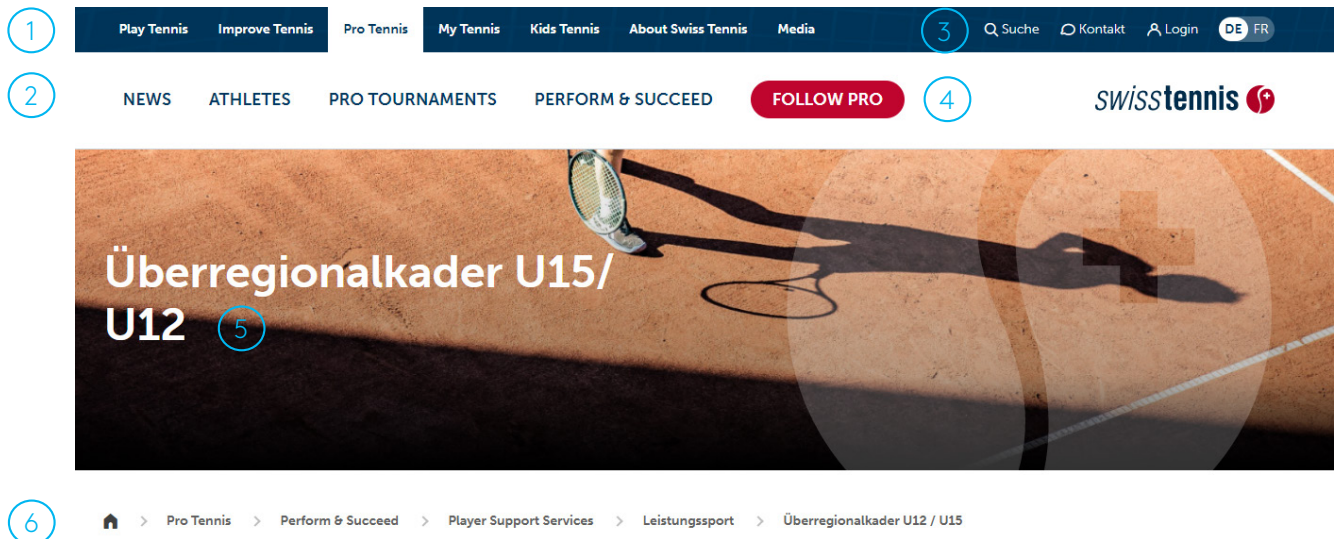 1 Play Tennis Improve Tennis Pro Tennis My Tennis Kids Tennis About Swiss Tennis Media 3 Suche Kontakt Login DE FR
2 NEWS ATHLETES PRO TOURNAMENTS PERFORM & SUCCEED FOLLOW PRO 4 swisstennis
Überregionalkader U15/
U12 5
6 > Pro Tennis > Perform & Succeed > Player Support Services > Leistungssport > Überregionalkader U12 / U15